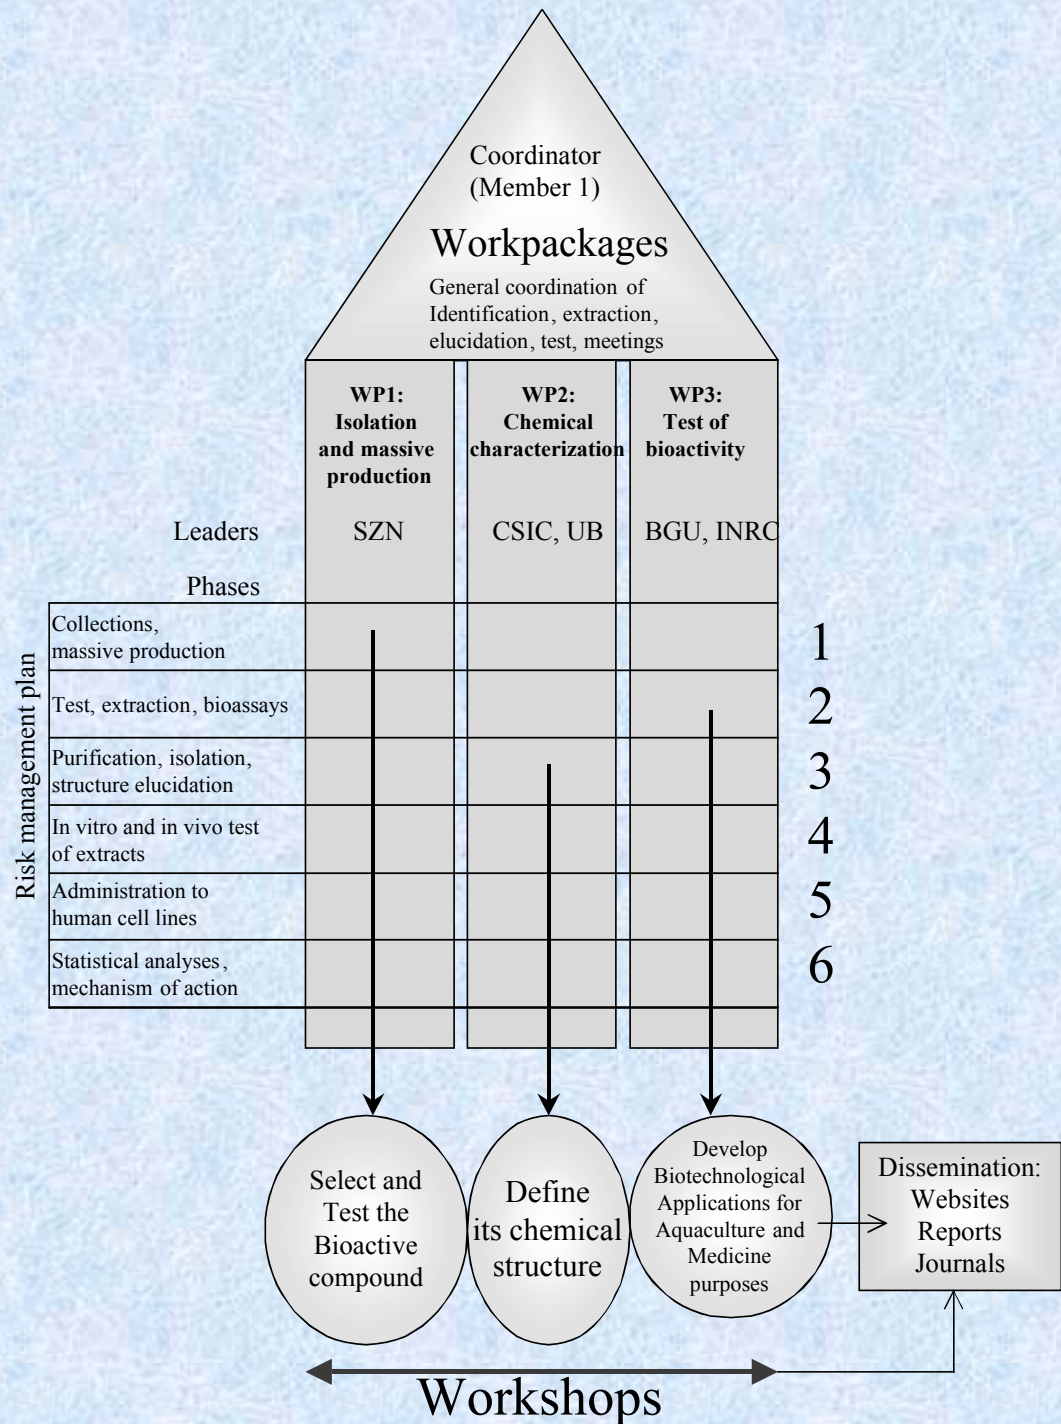 Coordinator
(Member 1)
Workpackages
General coordination of
Identification, extraction,
elucidation, test, meetings
WP1:
Isolation
and massive
production
WP2:
Chemical
characterization
WP3:
Test of
bioactivity
Leaders
SZN
CSIC, UB
BGU, INRC
Phases
Risk management plan
Collections,
massive production
1
Test, extraction, bioassays
2
Purification, isolation,
structure elucidation
3
In vitro and in vivo test
of extracts
4
Administration to
human cell lines
5
Statistical analyses,
mechanism of action
6
Select and
Test the
Bioactive
compound
Define
its chemical
structure
Develop
Biotechnological
Applications for
Aquaculture and
Medicine
purposes
Dissemination:
Websites
Reports
Journals
Workshops